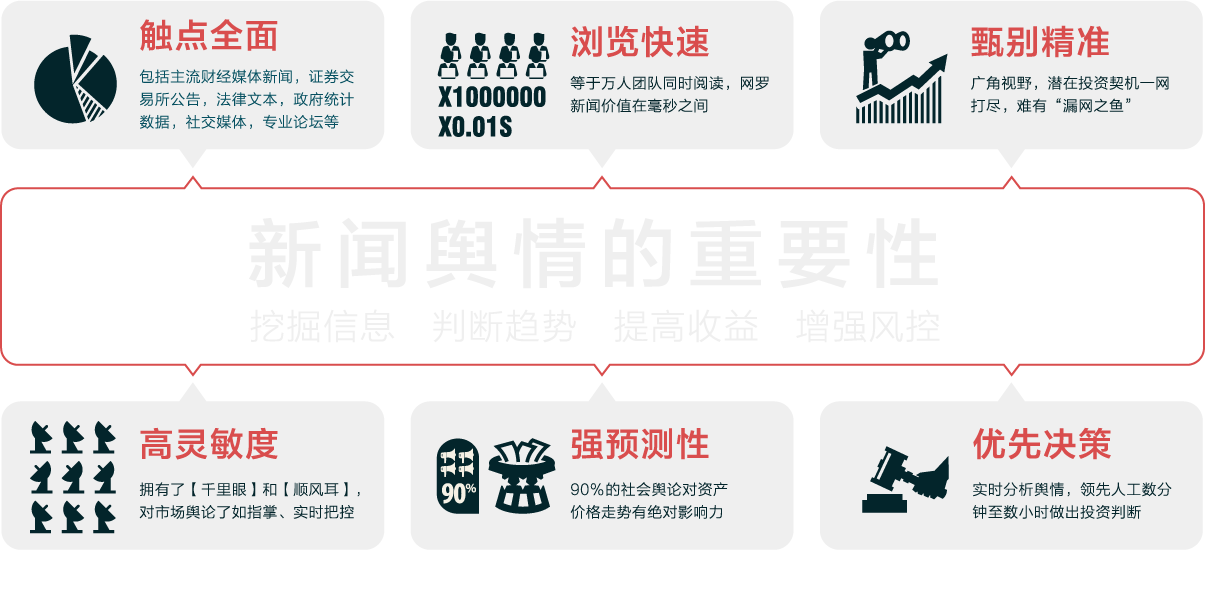 触点全面
包括主流财经媒体新闻，证券交
易所公告，法律文本，政府统计
数据，社交媒体，专业论坛等
X1000000
X0.01S
浏览快速
等于万人团队同时阅读，网罗
新闻价值在毫秒之间
甄别精准
广角视野，潜在投资契机一网
打尽，难有“漏网之鱼”
新闻舆情的重要性
挖掘信息 判断趋势 提高收益 增强风控
高灵敏度
拥有了【千里眼】和【顺风耳】，
对市场舆论了如指掌、实时把控
90%
强预测性
90%的社会舆论对资产
价格走势有绝对影响力
优先决策
实时分析舆情，领先人工数分
钟至数小时做出投资判断